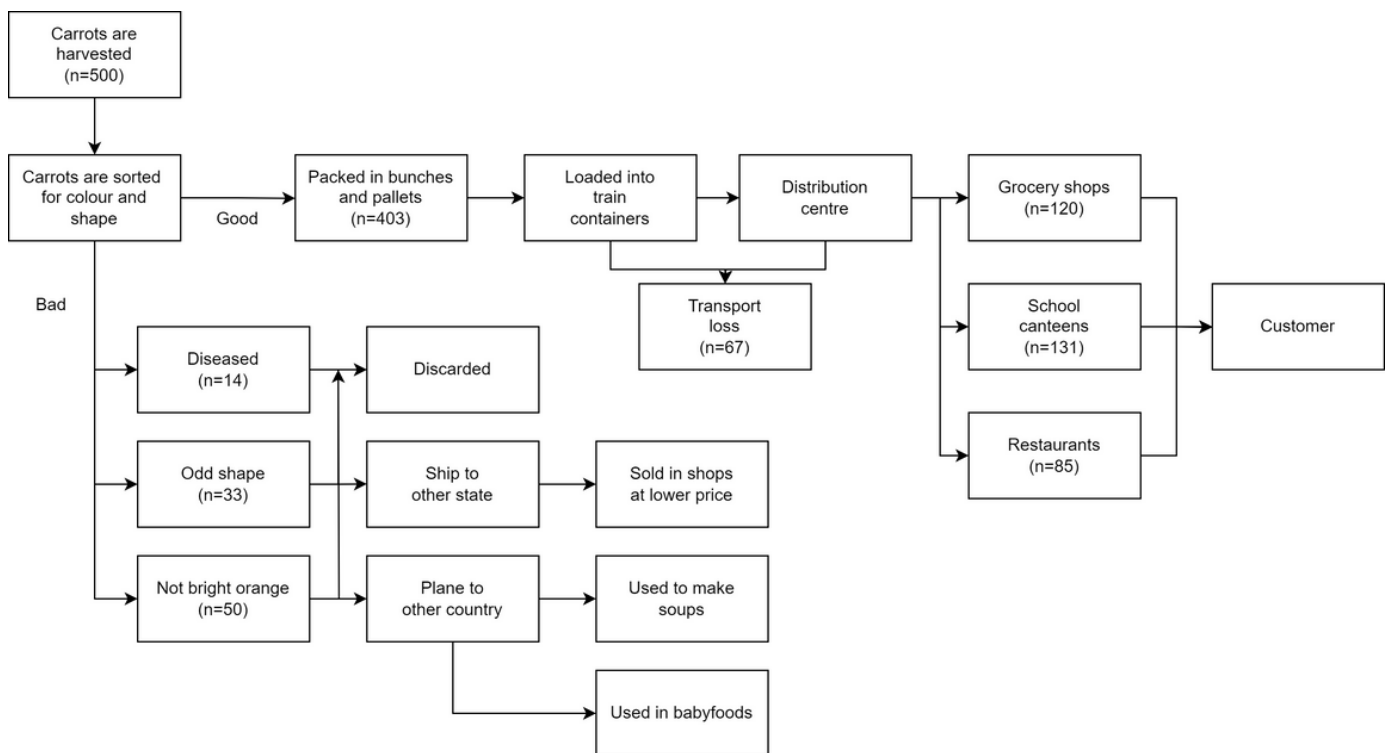 Carrots are
harvested
(n=500)
Carrots are sorted
for colour and
shape
Good
Packed in bunches
and pallets
(n=403)
Loaded into
train
containers
Distribution
centre
Grocery shops
(n=120)
Transport
loss
(n=67)
School
canteens
(n=131)
Customer
Restaurants
(n=85)
Bad
Diseased
(n=14)
Discarded
Odd shape
(n=33)
Ship to
other state
Sold in shops
at lower price
Not bright orange
(n=50)
Plane to
other country
Used to make
soups
Used in babyfoods